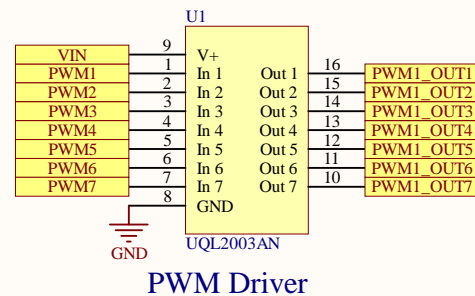 U1
VIN 9 V+
PWM1 1 In 1 Out 1 16 PWM1_OUT1
PWM2 2 In 2 Out 2 15 PWM1_OUT2
PWM3 3 In 3 Out 3 14 PWM1_OUT3
PWM4 4 In 4 Out 4 13 PWM1_OUT4
PWM5 5 In 5 Out 5 12 PWM1_OUT5
PWM6 6 In 6 Out 6 11 PWM1_OUT6
PWM7 7 In 7 Out 7 10 PWM1_OUT7
8 GND
GND
UQL2003AN
PWM Driver